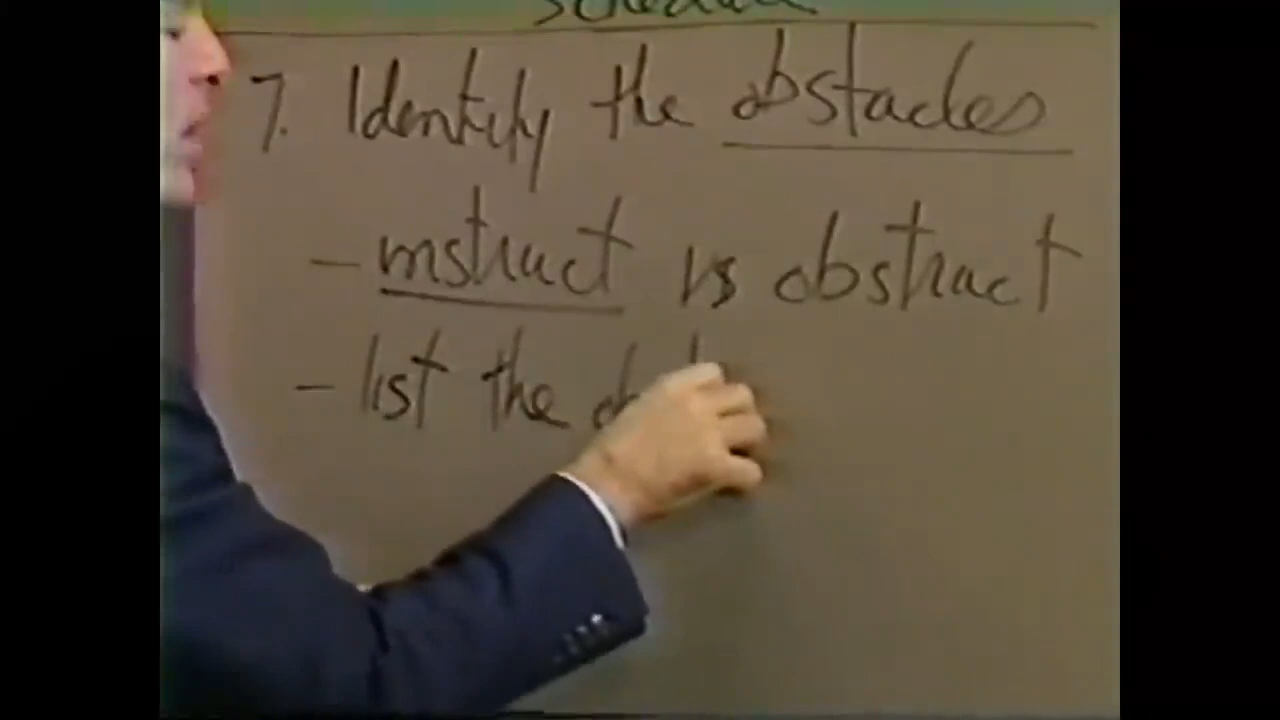 7. Identify the obstacles
- instruct vs obstruct
- list the